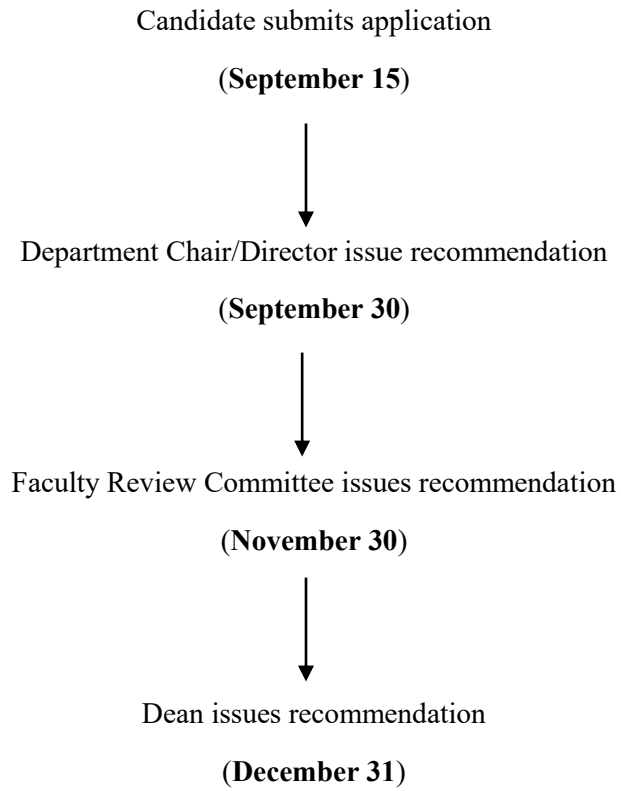 Candidate submits application
(September 15)
Department Chair/Director issue recommendation
(September 30)
Faculty Review Committee issues recommendation
(November 30)
Dean issues recommendation
(December 31)